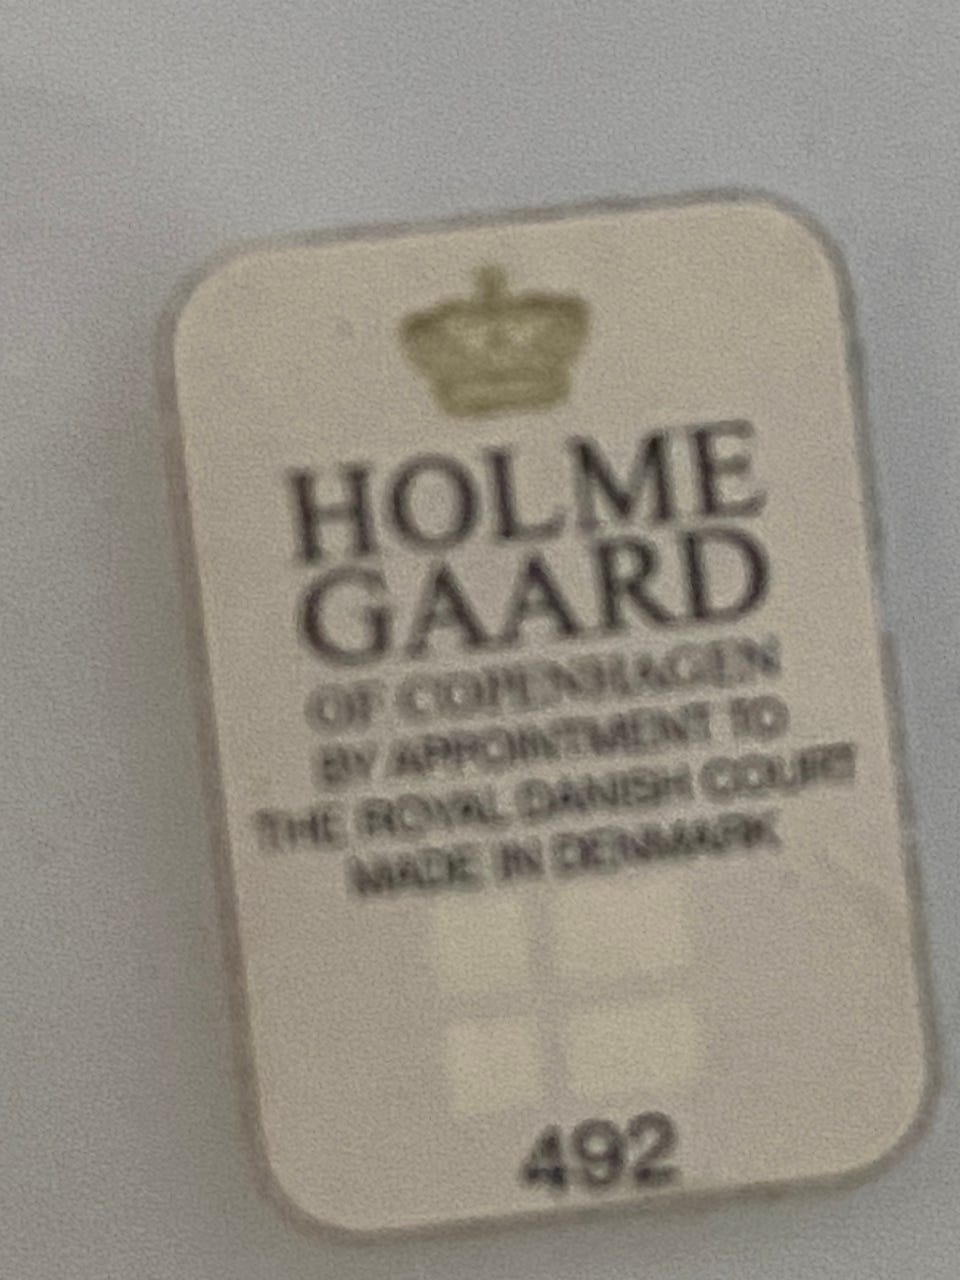 HOLME
GAARD
OF COPENHAGEN
BY APPOINTMENT TO
THE ROYAL DANISH COURT
MADE IN DENMARK
492